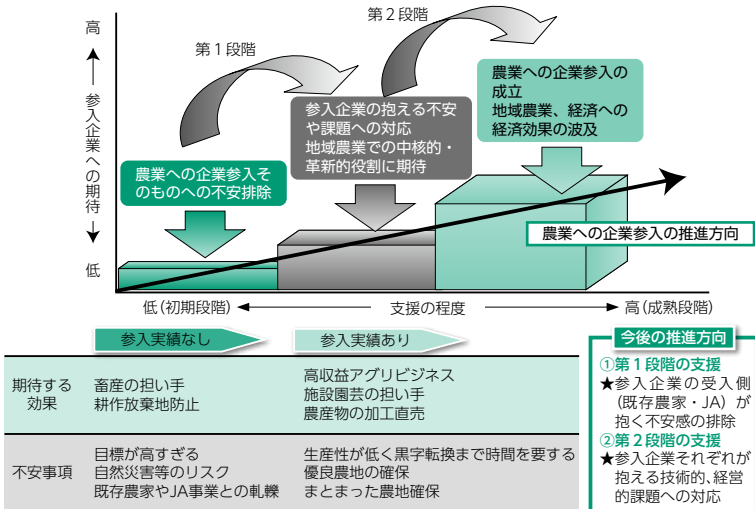 高
参入企業への期待
低
第1段階
第2段階
農業への企業参入そ
のものへの不安排除
参入企業の抱える不安
や課題への対応
地域農業での中核的・
革新的役割に期待
農業への企業参入の
成立
地域農業、経済への
経済効果の波及
農業への企業参入の推進方向
低(初期段階)
支援の程度
高(成熟段階)
参入実績なし
参入実績あり
期待する
効果
畜産の担い手
耕作放棄地防止
高収益アグリビジネス
施設園芸の担い手
農産物の加工直売
不安事項
目標が高すぎる
自然災害等のリスク
既存農家やJA事業との軋轢
生産性が低く黒字転換まで時間を要する
優良農地の確保
まとまった農地確保
今後の推進方向
①第1段階の支援
★参入企業の受入側
(既存農家・JA)が
抱く不安感の排除
②第2段階の支援
★参入企業それぞれが
抱える技術的、経営
的課題への対応